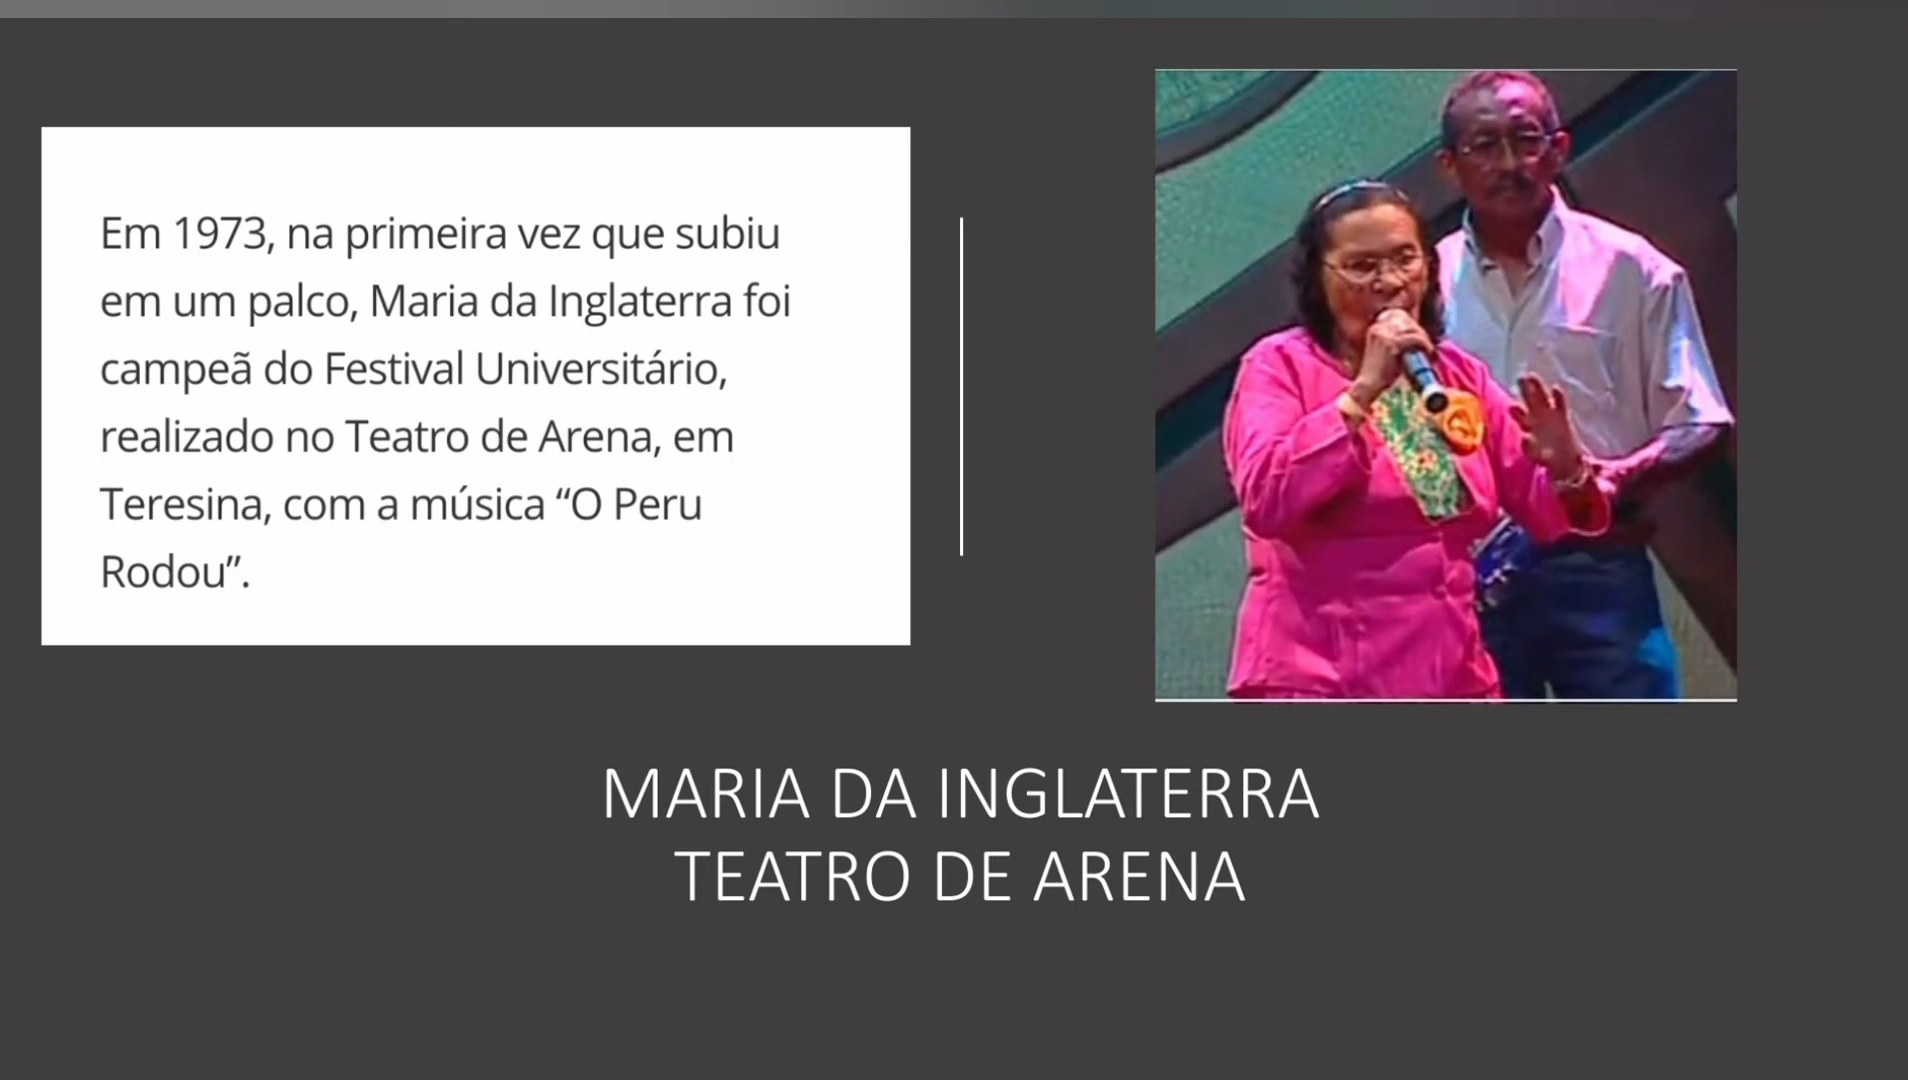 Em 1973, na primeira vez que subiu
em um palco, Maria da Inglaterra foi
campeã do Festival Universitário,
realizado no Teatro de Arena, em
Teresina, com a música “O Peru
Rodou”.
MARIA DA INGLATERRA
TEATRO DE ARENA